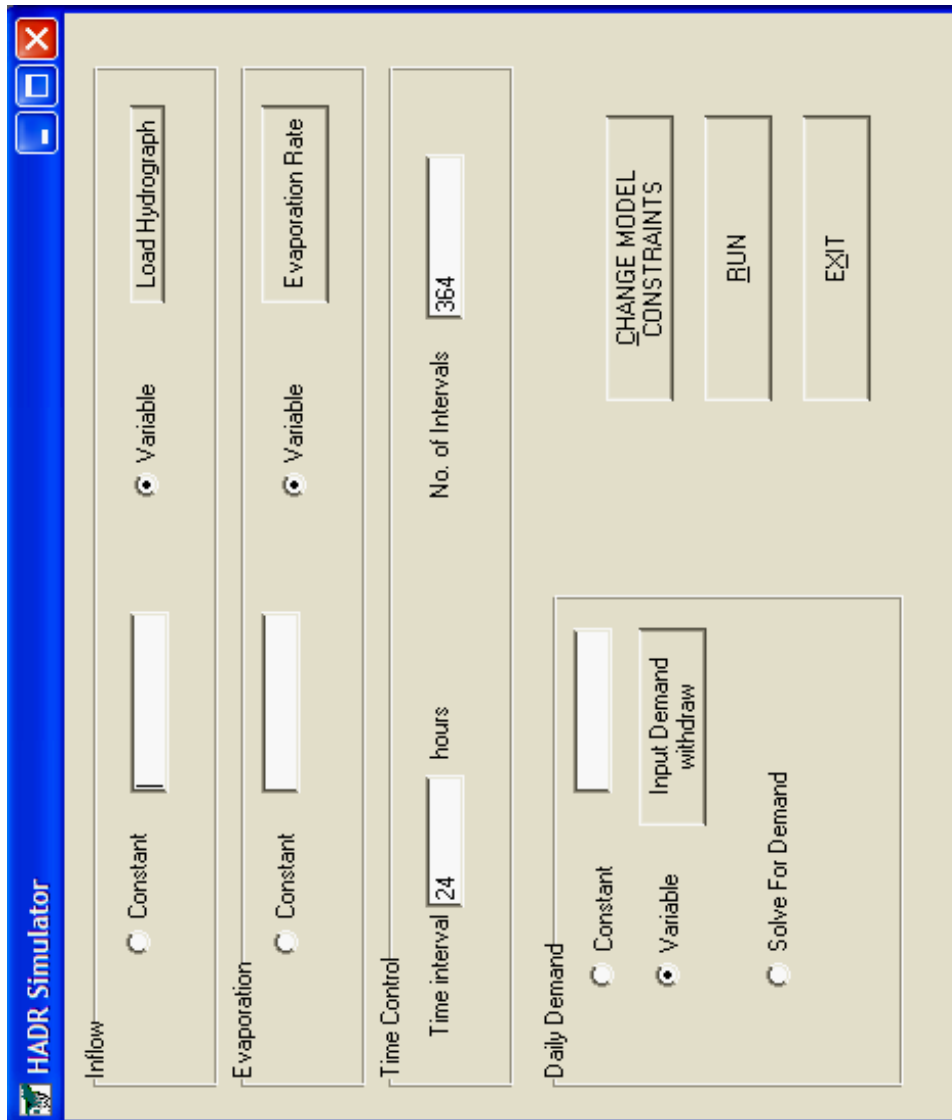 HADR Simulator
Inflow
Constant
Variable
Load Hydrograph
Evaporation
Constant
Variable
Evaporation Rate
Time Control
Time interval 24 hours
No. of Intervals 364
Daily Demand
Constant
Variable
Input Demand
withdraw
Solve For Demand
CHANGE MODEL
CONSTRAINTS
RUN
EXIT